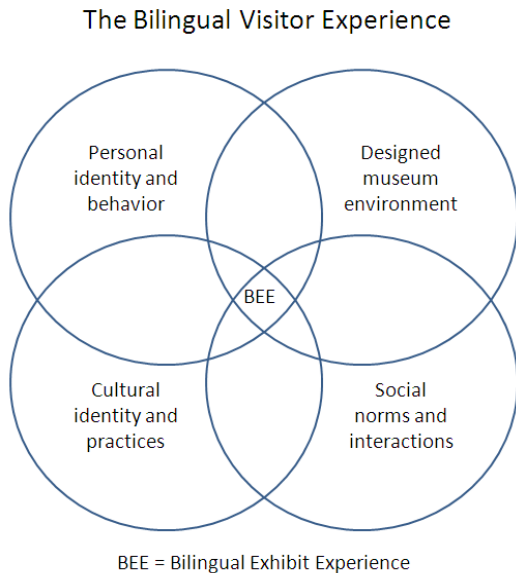 The Bilingual Visitor Experience
Personal
identity and
behavior
Designed
museum
environment
BEE
Cultural
identity and
practices
Social
norms and
interactions
BEE = Bilingual Exhibit Experience